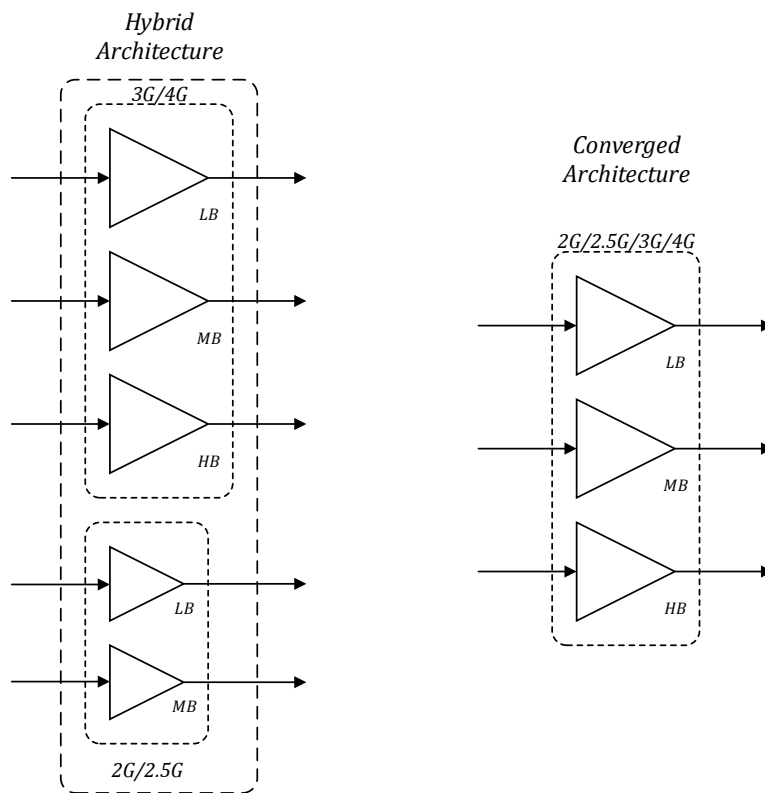 Hybrid
Architecture
3G/4G
LB
MB
HB
LB
MB
2G/2.5G
Converged
Architecture
2G/2.5G/3G/4G
LB
MB
HB